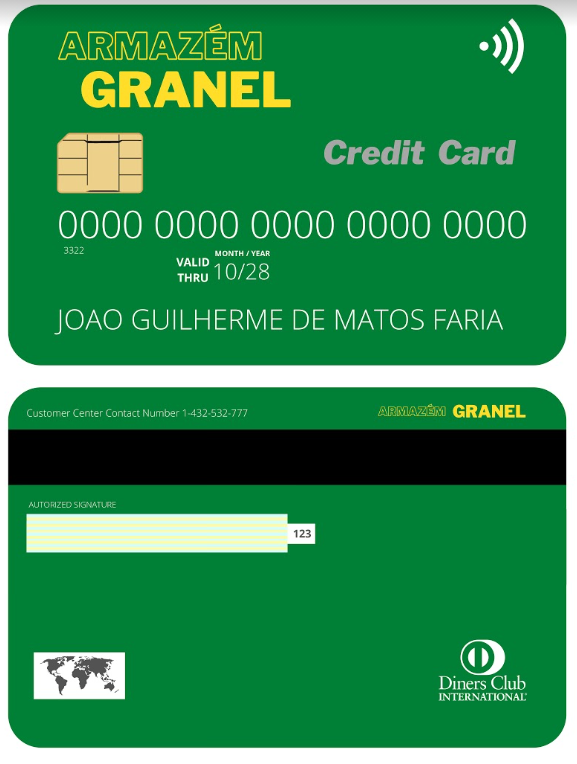 ARMAZÉM
GRANEL
Credit Card
0000 0000 0000 0000 0000
3322
MONTH / YEAR
VALID THRU 10/28
JOAO GUILHERME DE MATOS FARIA
Customer Center Contact Number 1-432-532-777
ARMAZÉM GRANEL
AUTORIZED SIGNATURE
123
Diners Club
INTERNATIONAL